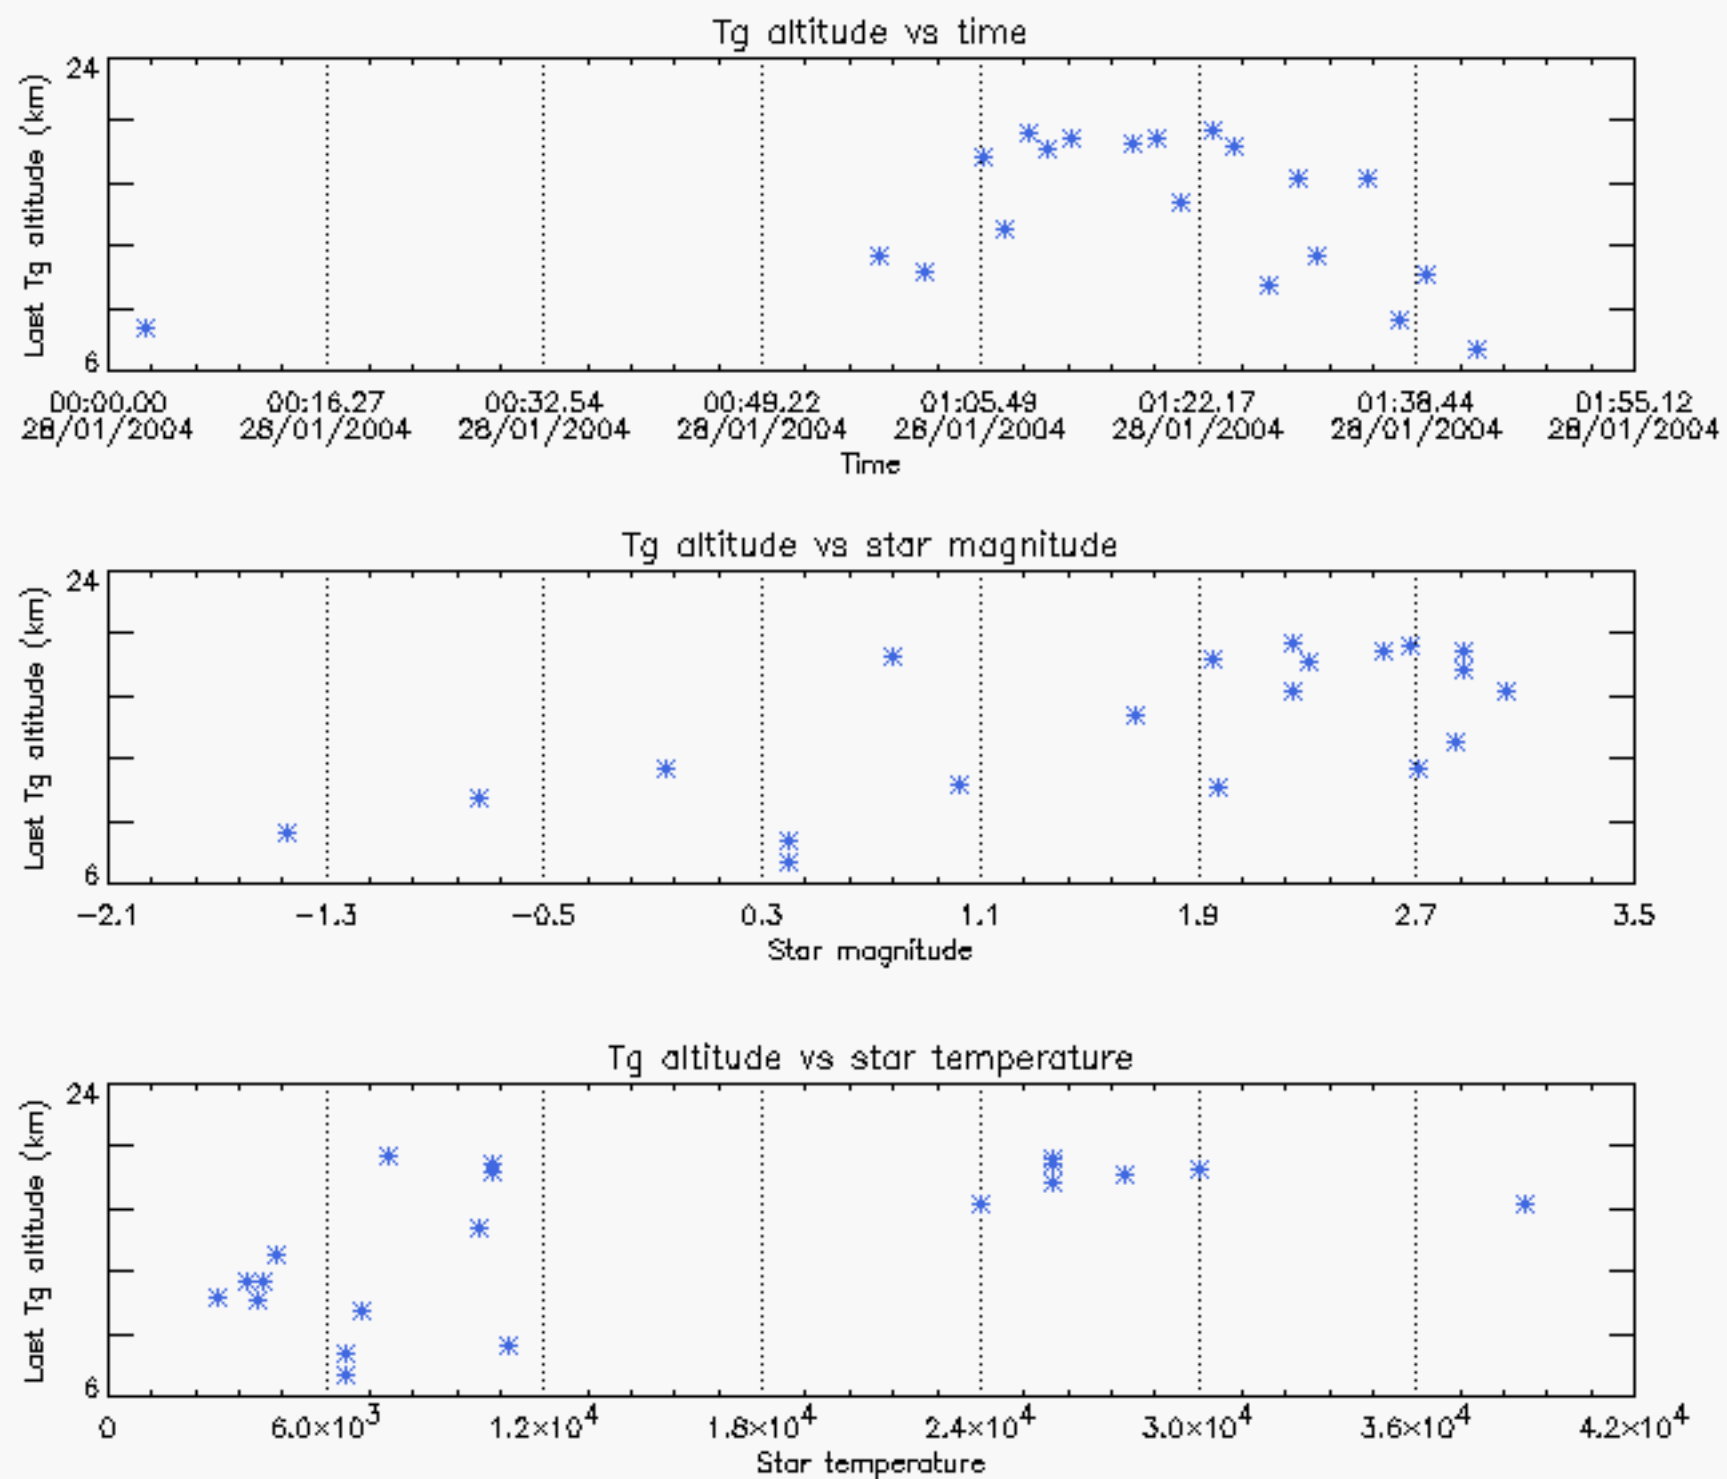 Tg altitude vs time
Last Tg altitude (km)
24
6
00:00.00 00:16.27 00:32.54 00:49.22 01:05.49 01:22.17 01:38.44 01:55.12
28/01/2004 28/01/2004 28/01/2004 28/01/2004 28/01/2004 28/01/2004 28/01/2004 28/01/2004
Time
Tg altitude vs star magnitude
Last Tg altitude (km)
24
6
-2.1 -1.3 -0.5 0.3 1.1 1.9 2.7 3.5
Star magnitude
Tg altitude vs star temperature
Last Tg altitude (km)
24
6
0 6.0×10³ 1.2×10⁴ 1.8×10⁴ 2.4×10⁴ 3.0×10⁴ 3.6×10⁴ 4.2×10⁴
Star temperature